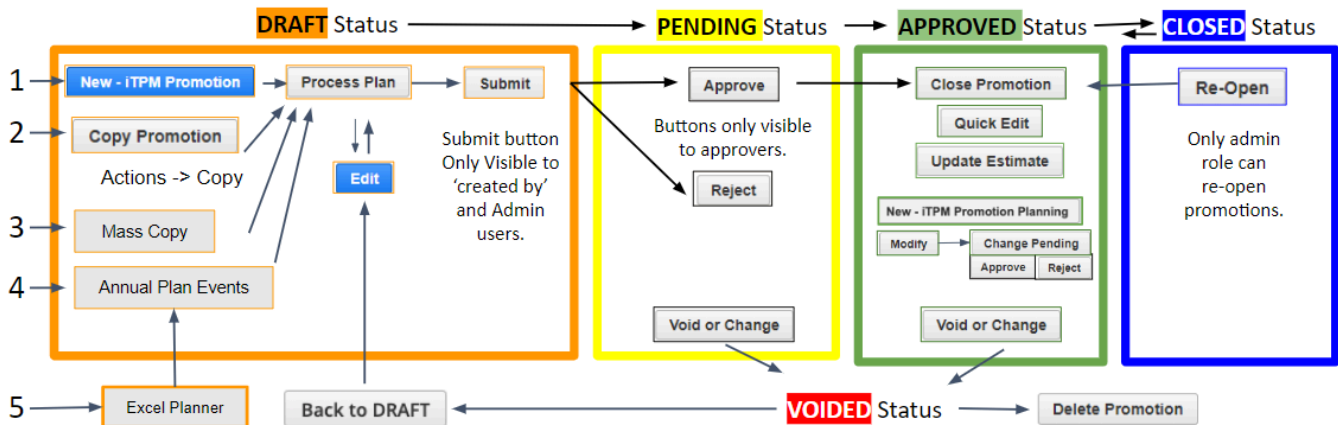 DRAFT Status
PENDING Status
APPROVED Status
CLOSED Status
1
New - iTPM Promotion
Process Plan
Submit
2
Copy Promotion
Actions -> Copy
Edit
Submit button
Only Visible to
‘created by’
and Admin
users.
3
Mass Copy
4
Annual Plan Events
5
Excel Planner
Approve
Buttons only visible
to approvers.
Reject
Void or Change
Close Promotion
Quick Edit
Update Estimate
New - iTPM Promotion Planning
Modify
Change Pending
Approve
Reject
Void or Change
Re-Open
Only admin
role can
re-open
promotions.
Back to DRAFT
VOIDED Status
Delete Promotion